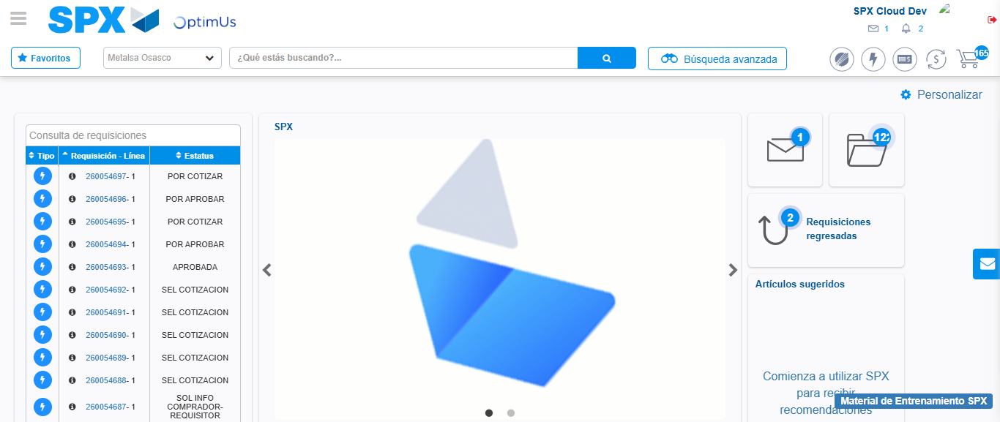 SPX
OptimUs
SPX Cloud Dev
1
2
Favoritos
Metalsa Osasco
¿Qué estás buscando?...
Búsqueda avanzada
165
Personalizar
Consulta de requisiciones
Tipo Requisición - Línea Estatus
260054697- 1 POR COTIZAR
260054696- 1 POR APROBAR
260054695- 1 POR COTIZAR
260054694- 1 POR APROBAR
260054693- 1 APROBADA
260054692- 1 SEL COTIZACION
260054691- 1 SEL COTIZACION
260054690- 1 SEL COTIZACION
260054689- 1 SEL COTIZACION
260054688- 1 SEL COTIZACION
260054687- 1 SOL INFO
COMPRADOR-
REQUISITOR
SPX
1
2
Requisiciones
regresadas
Artículos sugeridos
Comienza a utilizar SPX
para recibir
recomendaciones
Material de Entrenamiento SPX